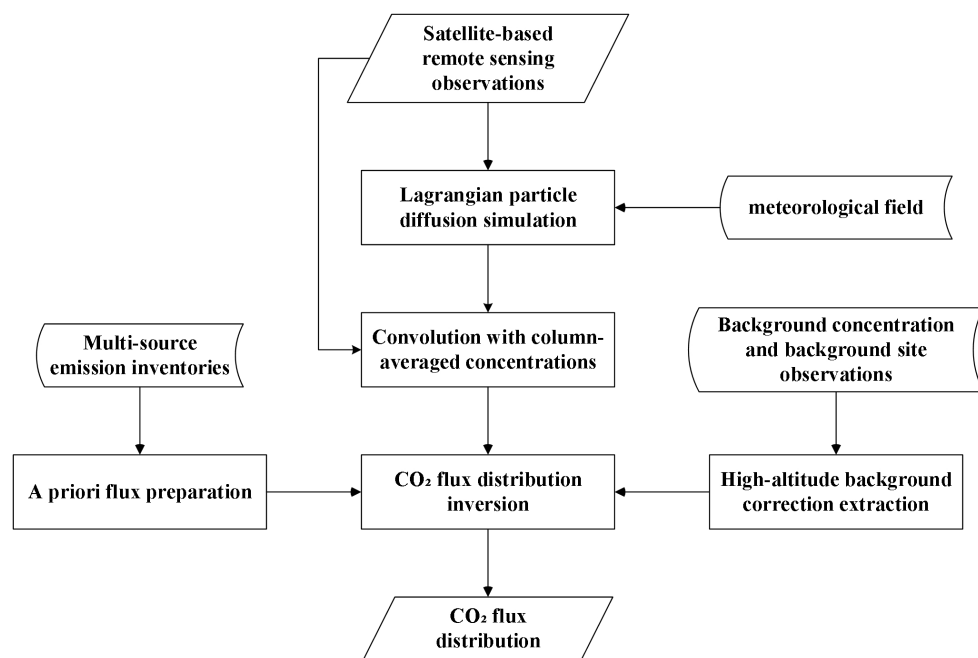 Satellite-based
remote sensing
observations
Lagrangian particle
diffusion simulation
meteorological field
Multi-source
emission inventories
Convolution with column-
averaged concentrations
Background concentration
and background site
observations
A priori flux preparation
CO₂ flux distribution
inversion
High-altitude background
correction extraction
CO₂ flux
distribution